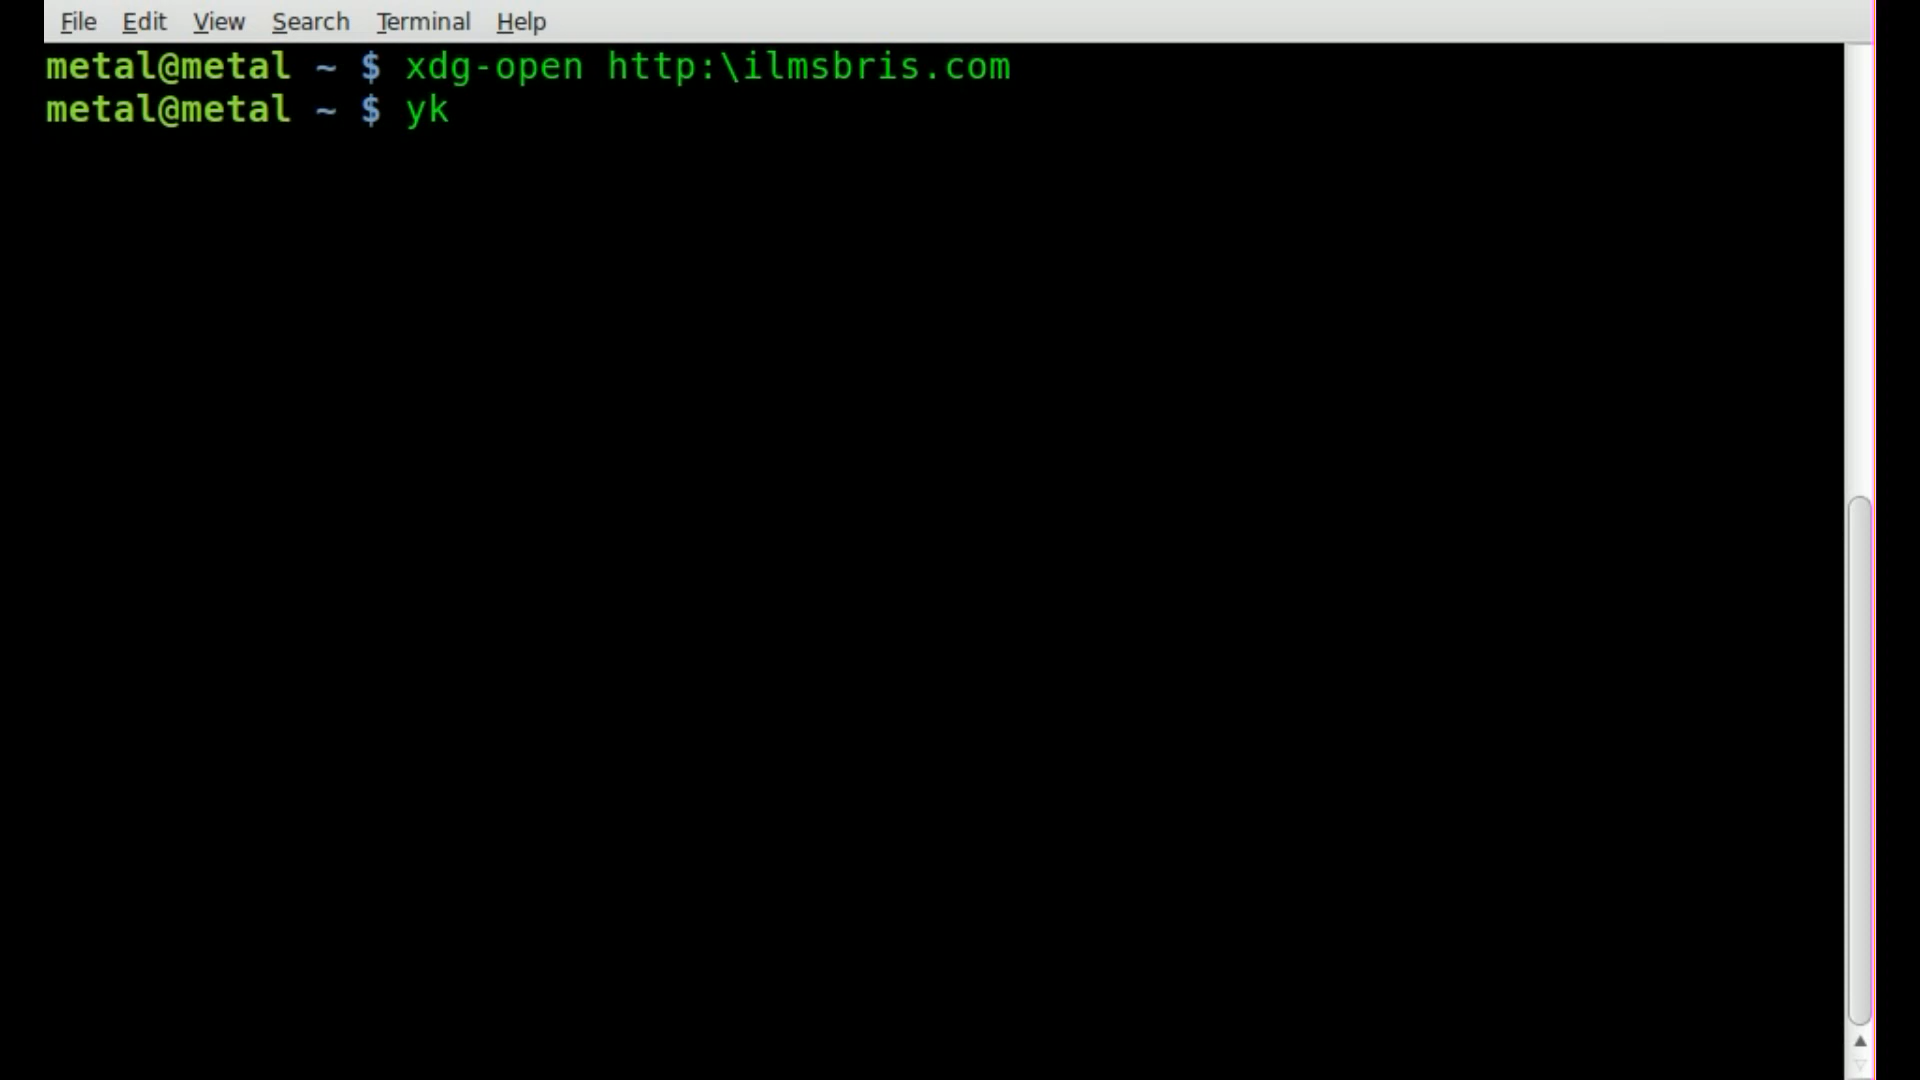 File Edit View Search Terminal Help
metal@metal ~ $ xdg-open http:\ilmsbris.com
metal@metal ~ $ yk